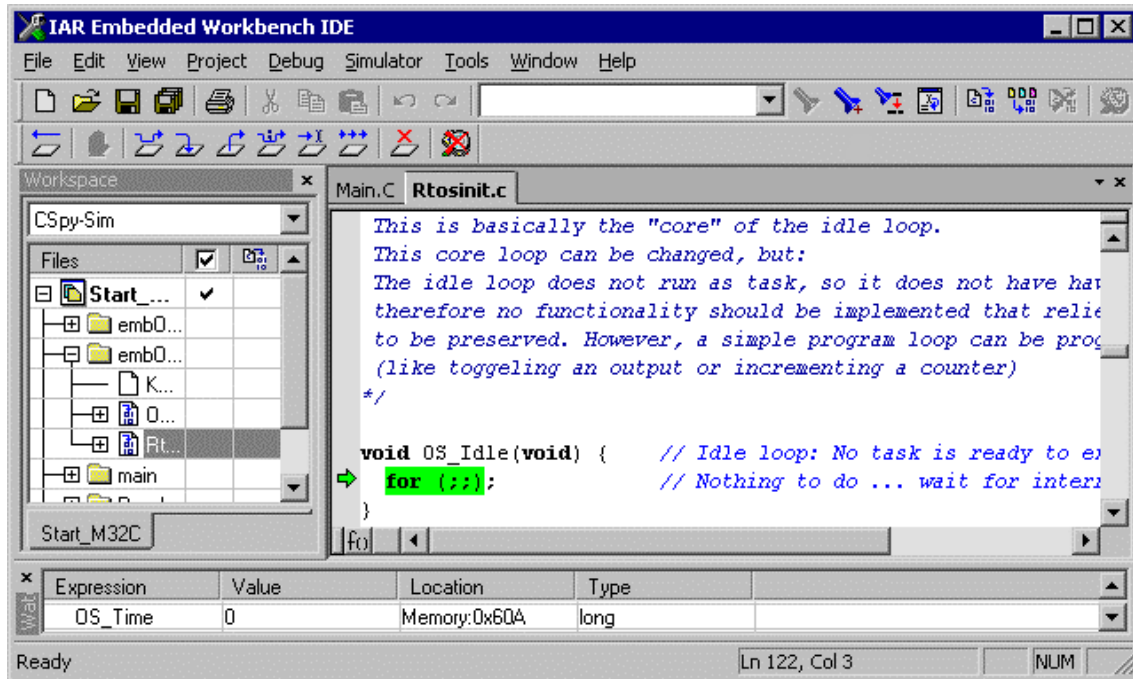 IAR Embedded Workbench IDE
File Edit View Project Debug Simulator Tools Window Help
Workspace
CSpy-Sim
Files
Start_...
emb0...
emb0...
K...
O...
Rt...
main
Start_M32C
Main.C Rtosinit.c
This is basically the "core" of the idle loop.
This core loop can be changed, but:
The idle loop does not run as task, so it does not have hav
therefore no functionality should be implemented that relie
to be preserved. However, a simple program loop can be prog
(like toggeling an output or incrementing a counter)
*/
void OS_Idle(void) { // Idle loop: No task is ready to ex
for (;;); // Nothing to do ... wait for interr
}
fo
Expression Value Location Type
OS_Time 0 Memory:0x60A long
Wat
Ready Ln 122, Col 3 NUM